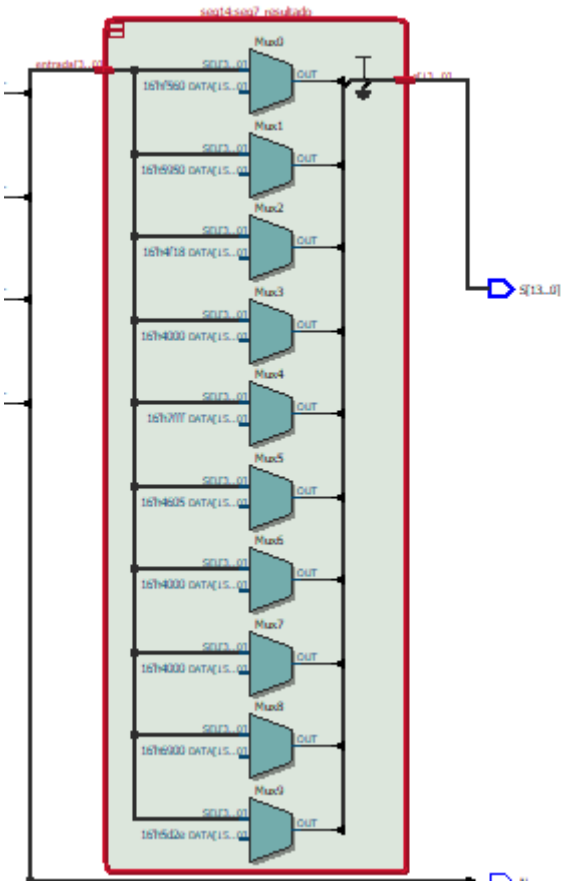 seg14:seg7_resultado
entrada[3..0]
Mux0
SEL[3..0]
OUT
16'hf560 DATA[15..0]
s[13..0]
Mux1
SEL[3..0]
OUT
16'h5950 DATA[15..0]
Mux2
SEL[3..0]
OUT
16'h4f18 DATA[15..0]
S[13..0]
Mux3
SEL[3..0]
OUT
16'h4000 DATA[15..0]
Mux4
SEL[3..0]
OUT
16'h7fff DATA[15..0]
Mux5
SEL[3..0]
OUT
16'h4605 DATA[15..0]
Mux6
SEL[3..0]
OUT
16'h4000 DATA[15..0]
Mux7
SEL[3..0]
OUT
16'h4000 DATA[15..0]
Mux8
SEL[3..0]
OUT
16'h6900 DATA[15..0]
Mux9
SEL[3..0]
OUT
16'h5d2e DATA[15..0]